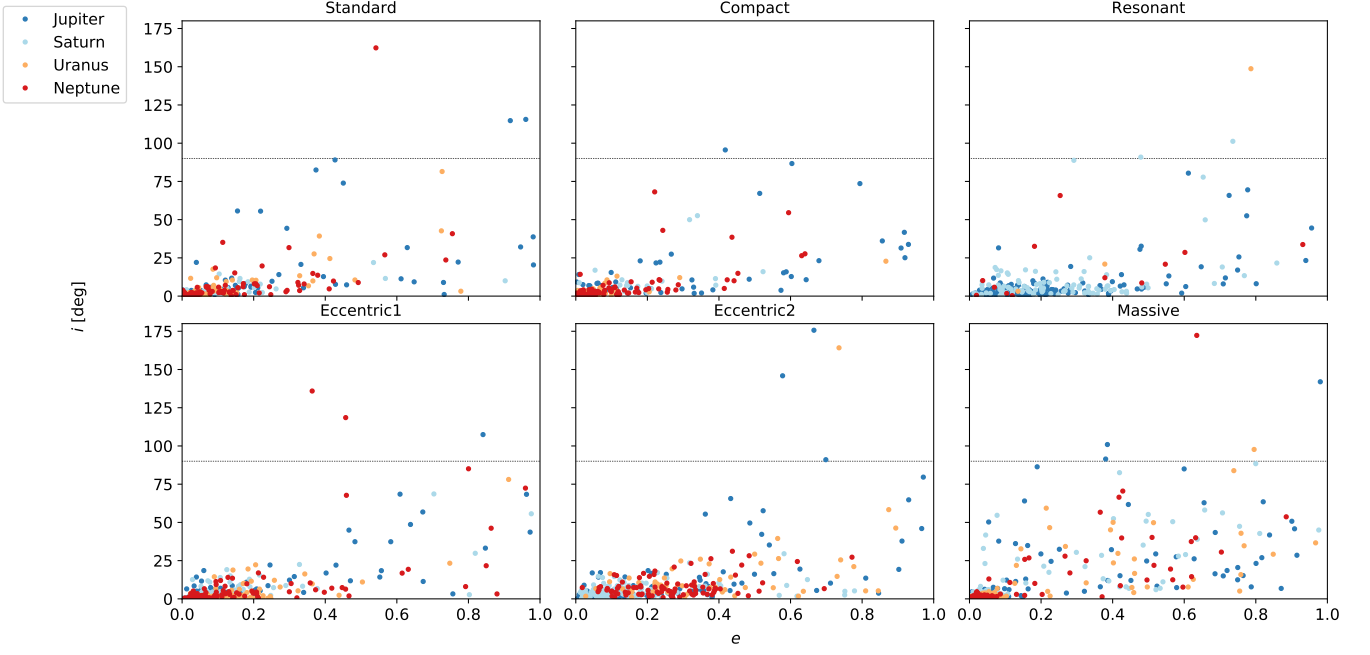 Jupiter
Saturn
Uranus
Neptune
Standard
Compact
Resonant
175
150
125
100
75
50
25
0
i [deg]
Eccentric1
Eccentric2
Massive
175
150
125
100
75
50
25
0
0.0 0.2 0.4 0.6 0.8 1.0
0.0 0.2 0.4 0.6 0.8 1.0
0.0 0.2 0.4 0.6 0.8 1.0
e